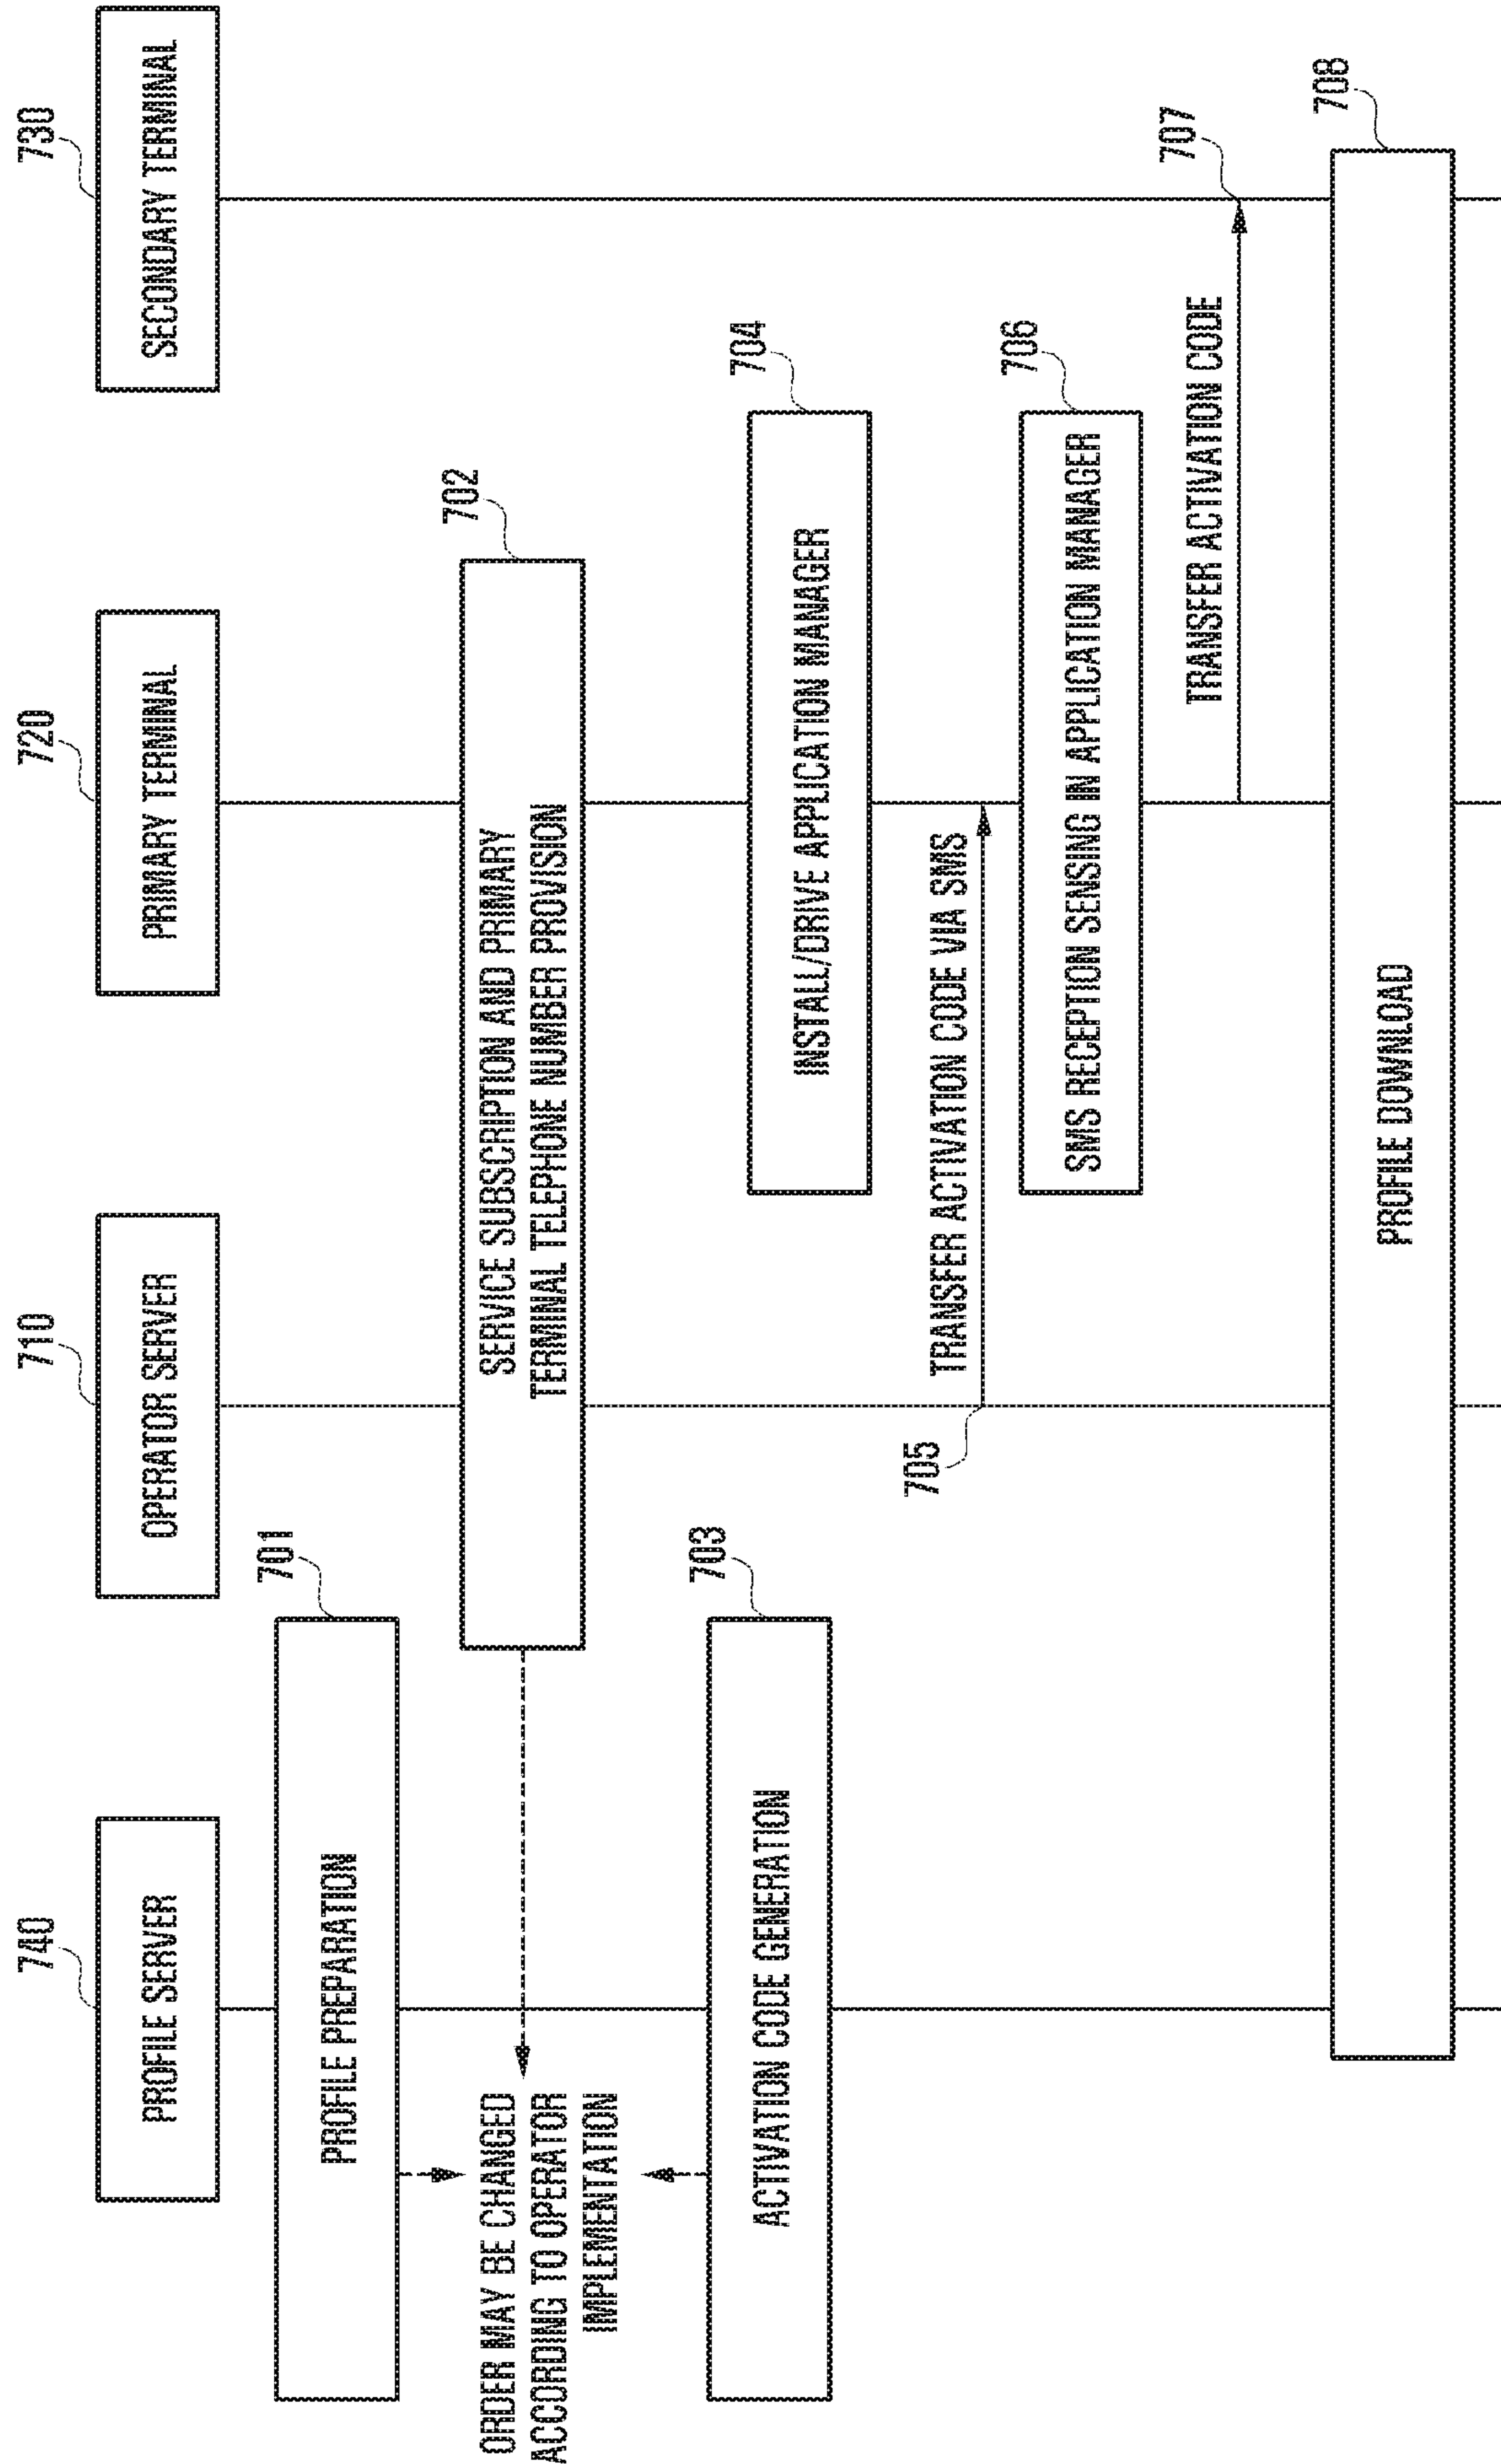 740
710
720
730
PROFILE SERVER
OPERATOR SERVER
PRIMARY TERMINAL
SECONDARY TERMINAL
701
PROFILE PREPARATION
702
ORDER MAY BE CHANGED
ACCORDING TO OPERATOR
IMPLEMENTATION
SERVICE SUBSCRIPTION AND PRIMARY
TERMINAL TELEPHONE NUMBER PROVISION
703
ACTIVATION CODE GENERATION
704
INSTALL/DRIVE APPLICATION MANAGER
705
TRANSFER ACTIVATION CODE VIA SMS
706
SMS RECEPTION SENSING IN APPLICATION MANAGER
707
TRANSFER ACTIVATION CODE
708
PROFILE DOWNLOAD